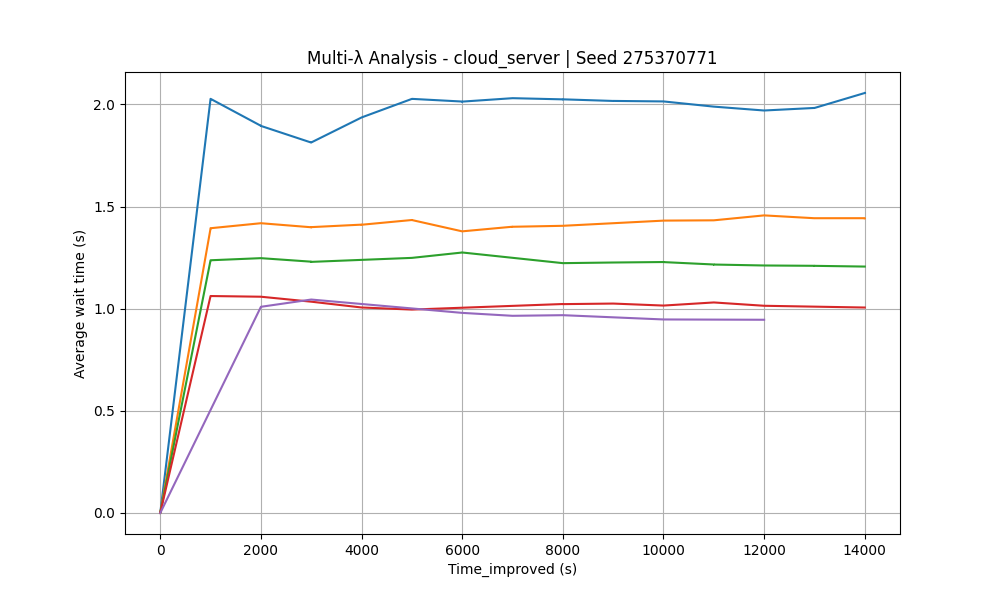 Multi-λ Analysis - cloud_server | Seed 275370771
Average wait time (s)
2.0
1.5
1.0
0.5
0.0
0 2000 4000 6000 8000 10000 12000 14000
Time_improved (s)